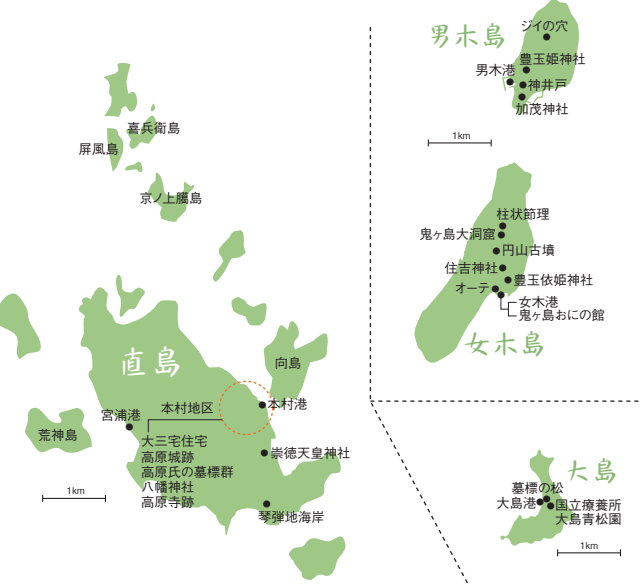 喜兵衛島
屏風島
京ノ上臈島
直島
向島
本村地区
本村港
宮浦港
荒神島
大三宅住宅
高原城跡
高原氏の墓標群
八幡神社
高原寺跡
崇徳天皇神社
琴弾地海岸
1km
男木島
ジイの穴
豊玉姫神社
男木港
神井戸
加茂神社
1km
柱状節理
鬼ヶ島大洞窟
円山古墳
住吉神社
豊玉依姫神社
オーテ
女木港
鬼ヶ島おにの館
女木島
大島
墓標の松
大島港
国立療養所
大島青松園
1km